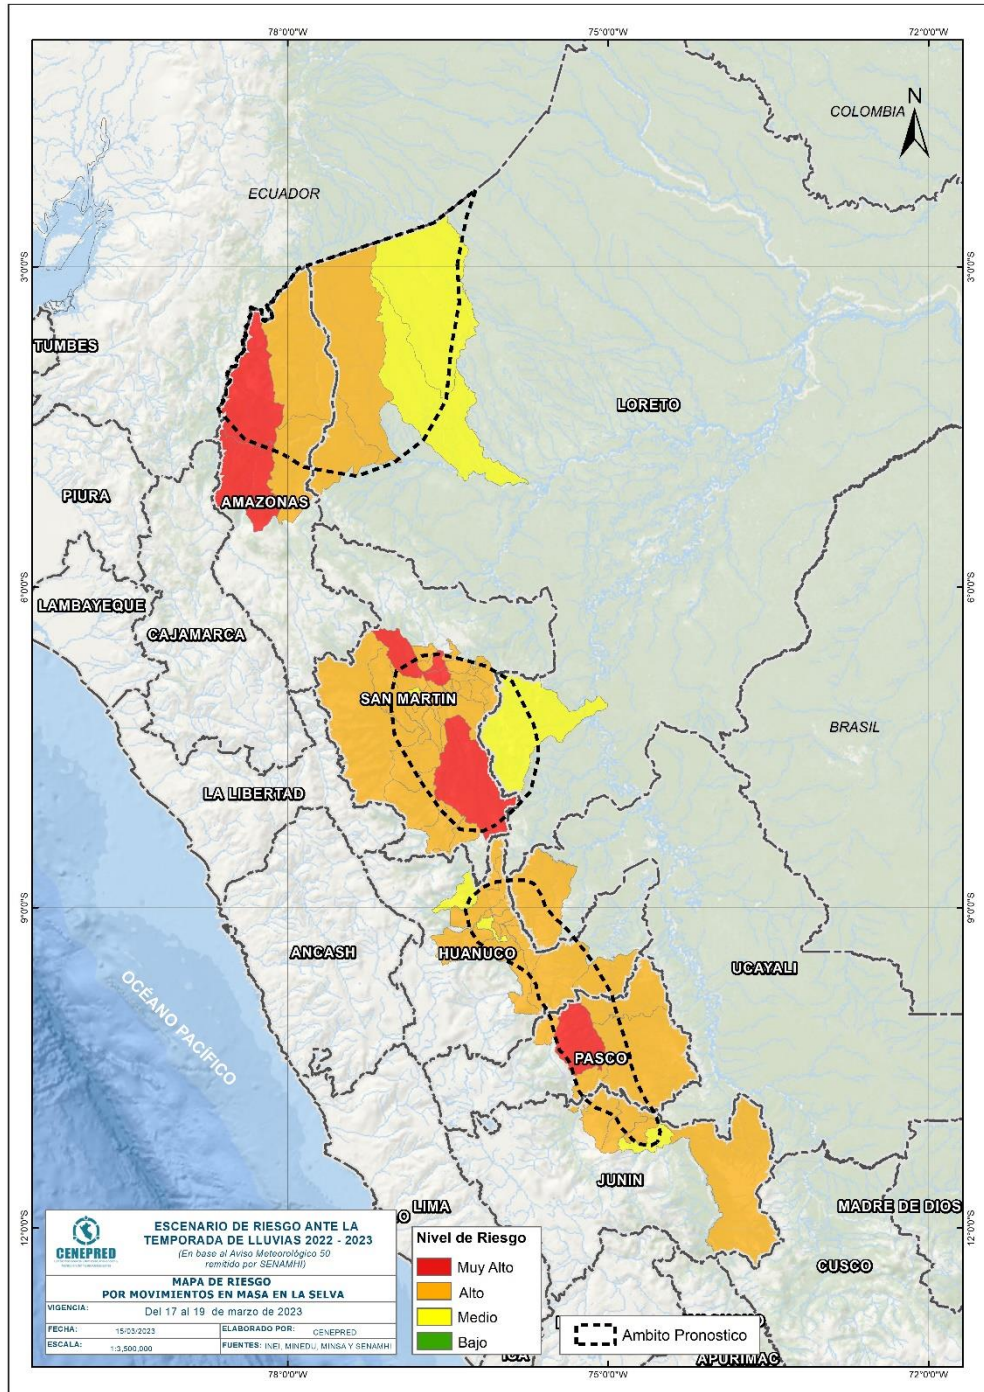 78°0'0"W
75°0'0"W
72°0'0"W
COLOMBIA
N
ECUADOR
3°0'0"S
3°0'0"S
TUMBES
LORETO
PIURA
AMAZONAS
6°0'0"S
6°0'0"S
LAMBAYEQUE
CAJAMARCA
SAN MARTIN
BRASIL
LA LIBERTAD
9°0'0"S
9°0'0"S
ANCASH
HUANUCO
UCAYALI
OCÉANO PACÍFICO
PASCO
JUNIN
LIMA
MADRE DE DIOS
12°0'0"S
12°0'0"S
CUSCO
CENEPRED
ESCENARIO DE RIESGO ANTE LA
TEMPORADA DE LLUVIAS 2022 - 2023
(En base al Aviso Meteorológico 50
remitido por SENAMHI)
MAPA DE RIESGO
POR MOVIMIENTOS EN MASA EN LA SELVA
VIGENCIA: Del 17 al 19 de marzo de 2023
FECHA: 15/03/2023 ELABORADO POR: CENEPRED
ESCALA: 1:3,500,000 FUENTES: INEI, MINEDU, MINSA Y SENAMHI
Nivel de Riesgo
Muy Alto
Alto
Medio
Bajo
Ambito Pronostico
ICA
APURIMAC
78°0'0"W
75°0'0"W
72°0'0"W